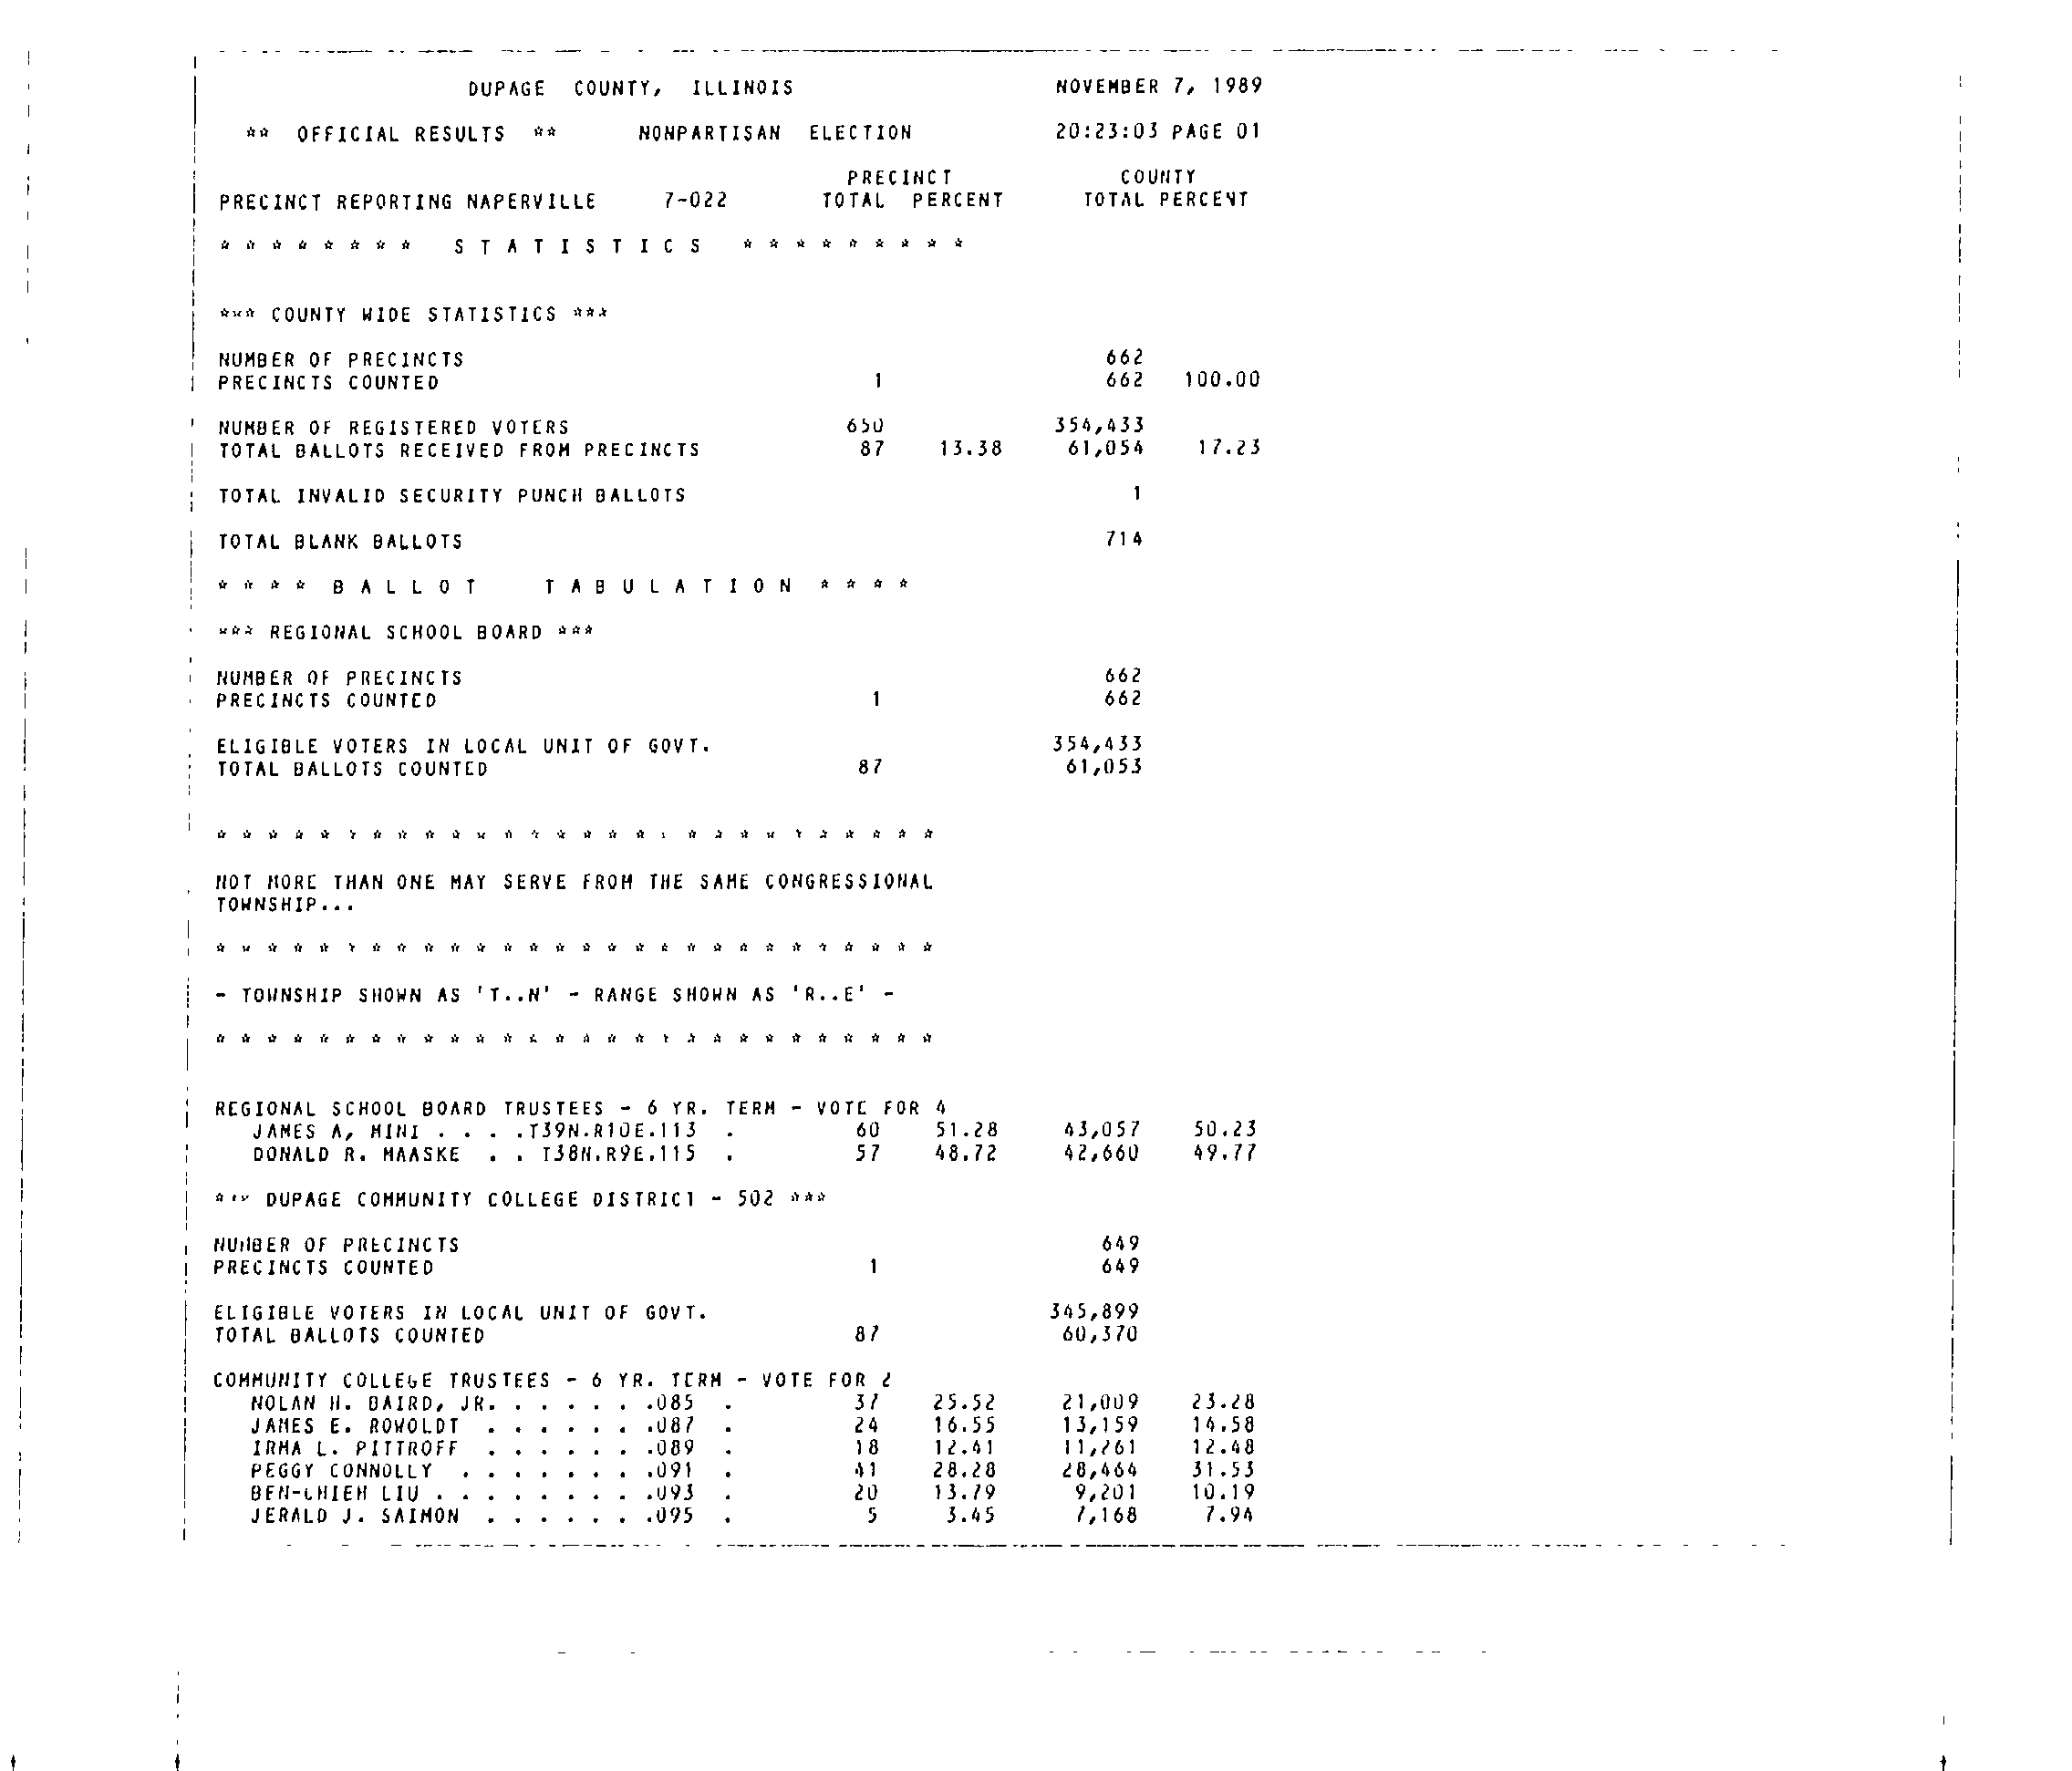 DUPAGE COUNTY, ILLINOIS NOVEMBER 7, 1989
** OFFICIAL RESULTS ** NONPARTISAN ELECTION 20:23:03 PAGE 01
PRECINCT COUNTY
PRECINCT REPORTING NAPERVILLE 7-022 TOTAL PERCENT TOTAL PERCENT
* * * * * * * * S T A T I S T I C S * * * * * * * * *
*** COUNTY WIDE STATISTICS ***
NUMBER OF PRECINCTS 662
PRECINCTS COUNTED 1 662 100.00
NUMBER OF REGISTERED VOTERS 650 354,433
TOTAL BALLOTS RECEIVED FROM PRECINCTS 87 13.38 61,054 17.23
TOTAL INVALID SECURITY PUNCH BALLOTS 1
TOTAL BLANK BALLOTS 714
* * * * B A L L O T T A B U L A T I O N * * * *
*** REGIONAL SCHOOL BOARD ***
NUMBER OF PRECINCTS 662
PRECINCTS COUNTED 1 662
ELIGIBLE VOTERS IN LOCAL UNIT OF GOVT. 354,433
TOTAL BALLOTS COUNTED 87 61,053
* * * * * * * * * * * * * * * * * * * * * * * * * * * *
NOT MORE THAN ONE MAY SERVE FROM THE SAME CONGRESSIONAL
TOWNSHIP...
* * * * * * * * * * * * * * * * * * * * * * * * * * * *
- TOWNSHIP SHOWN AS 'T..N' - RANGE SHOWN AS 'R..E' -
* * * * * * * * * * * * * * * * * * * * * * * * * * * *
REGIONAL SCHOOL BOARD TRUSTEES - 6 YR. TERM - VOTE FOR 4
JAMES A, MINI . . . .T39N.R10E.113 . 60 51.28 43,057 50.23
DONALD R. MAASKE . . T38N.R9E.115 . 57 48.72 42,660 49.77
*** DUPAGE COMMUNITY COLLEGE DISTRICT - 502 ***
NUMBER OF PRECINCTS 649
PRECINCTS COUNTED 1 649
ELIGIBLE VOTERS IN LOCAL UNIT OF GOVT. 345,899
TOTAL BALLOTS COUNTED 87 60,370
COMMUNITY COLLEGE TRUSTEES - 6 YR. TERM - VOTE FOR 2
NOLAN H. BAIRD, JR. . . . . . .085 . 37 25.52 21,009 23.28
JAMES E. ROWOLDT . . . . . . .087 . 24 16.55 13,159 14.58
IRMA L. PITTROFF . . . . . . .089 . 18 12.41 11,261 12.48
PEGGY CONNOLLY . . . . . . . .091 . 41 28.28 28,464 31.53
BEN-CHIEH LIU . . . . . . . . .093 . 20 13.79 9,201 10.19
JERALD J. SAIMON . . . . . . .095 . 5 3.45 7,168 7.94